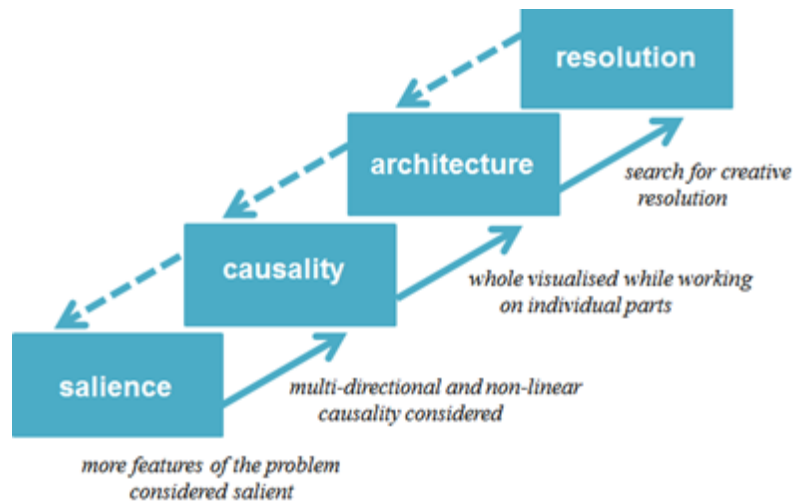 resolution
search for creative
resolution
architecture
whole visualised while working
on individual parts
causality
multi-directional and non-linear
causality considered
salience
more features of the problem
considered salient